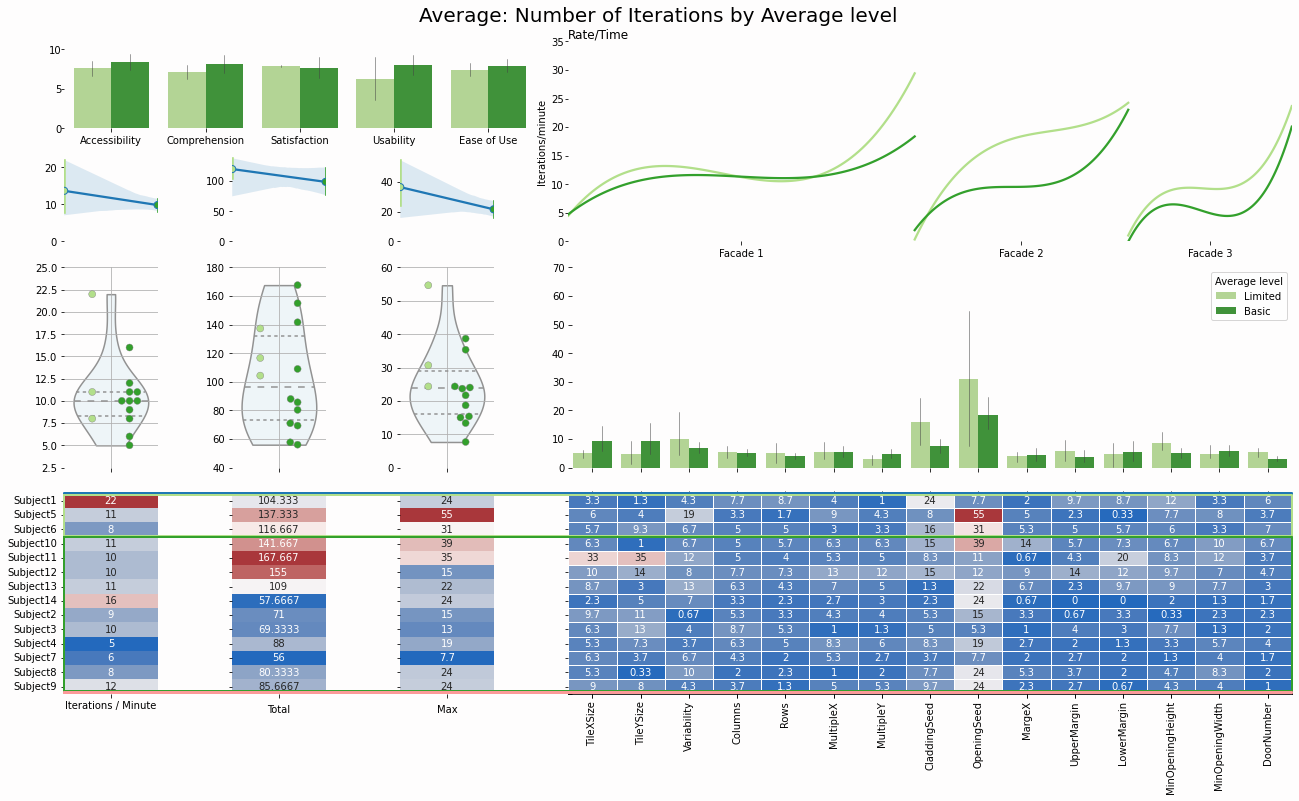 Average: Number of Iterations by Average level
Rate/Time
10
5
0
Accessibility Comprehension Satisfaction Usability Ease of Use
35
30
25
20
15
10
5
0
Iterations/minute
Facade 1 Facade 2 Facade 3
20
10
0
100
50
0
40
20
0
25.0
22.5
20.0
17.5
15.0
12.5
10.0
7.5
5.0
2.5
180
160
140
120
100
80
60
40
60
50
40
30
20
10
0
70
60
50
40
30
20
10
0
Average level
Limited
Basic
Subject1 22 104.333 24 3.3 1.3 4.3 7.7 8.7 4 1 24 7.7 2 9.7 8.7 12 3.3 6
Subject5 11 137.333 55 6 4 19 3.3 1.7 9 4.3 8 55 5 2.3 0.33 7.7 8 3.7
Subject6 8 116.667 31 5.7 9.3 6.7 5 5 3 3.3 16 31 5.3 5 5.7 6 3.3 7
Subject10 11 141.667 39 6.3 1 6.7 5 5.7 6.3 6.3 15 39 14 5.7 7.3 6.7 10 6.7
Subject11 10 167.667 35 33 35 12 5 4 5.3 5.5 8.3 11 0.67 4.3 20 8.3 12 3.7
Subject12 10 155 15 10 14 8 7.7 7.3 13 12 15 12 9 14 12 9.7 7 4.7
Subject13 11 109 22 8.7 3 13 6.3 4.3 7 5 1.3 22 6.7 2.3 9.7 9 7.7 3
Subject14 16 57.6667 24 2.3 5 7 3.3 2.3 2.7 3 2.3 24 0.67 0 0 2 1.3 1.7
Subject2 9 71 15 9.7 11 0.67 5.3 3.3 4.3 4 5.3 15 3.3 0.67 3.3 0.33 2.3 2.3
Subject3 10 69.3333 13 6.3 13 4 8.7 5.3 1 1.3 5 5.3 1 4 3 7.7 1.3 2
Subject4 5 88 19 5.3 7.3 3.7 6.3 5 8.3 6 8.3 19 2.7 2 1.3 3.3 5.7 4
Subject7 6 56 7.7 6.3 3.7 6.7 4.3 2 5.3 2.7 3.7 7.7 2 2.7 2 1.3 4 1.7
Subject8 8 80.3333 24 5.3 0.33 10 2 2.3 1 2 7.7 24 5.3 3.7 2 4.7 8.3 2
Subject9 12 85.6667 24 9 8 4.3 3.7 1.3 5 5.3 9.7 24 2.3 2.7 0.67 4.3 4 1
Iterations / Minute Total Max
TileXSize
TileYSize
Variability
Columns
Rows
MultipleX
MultipleY
CladdingSeed
OpeningSeed
MargeX
UpperMargin
LowerMargin
MinOpeningHeight
MinOpeningWidth
DoorNumber